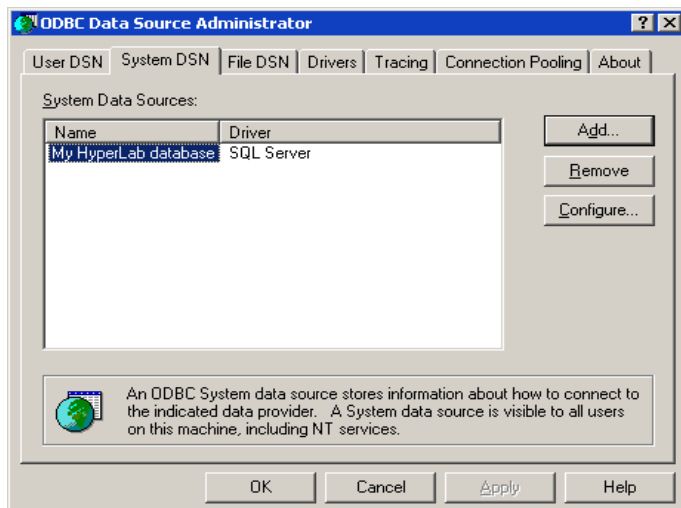 ODBC Data Source Administrator
User DSN System DSN File DSN Drivers Tracing Connection Pooling About
System Data Sources:
Name Driver
My HyperLab database SQL Server
Add...
Remove
Configure...
An ODBC System data source stores information about how to connect to
the indicated data provider. A System data source is visible to all users
on this machine, including NT services.
OK Cancel Apply Help